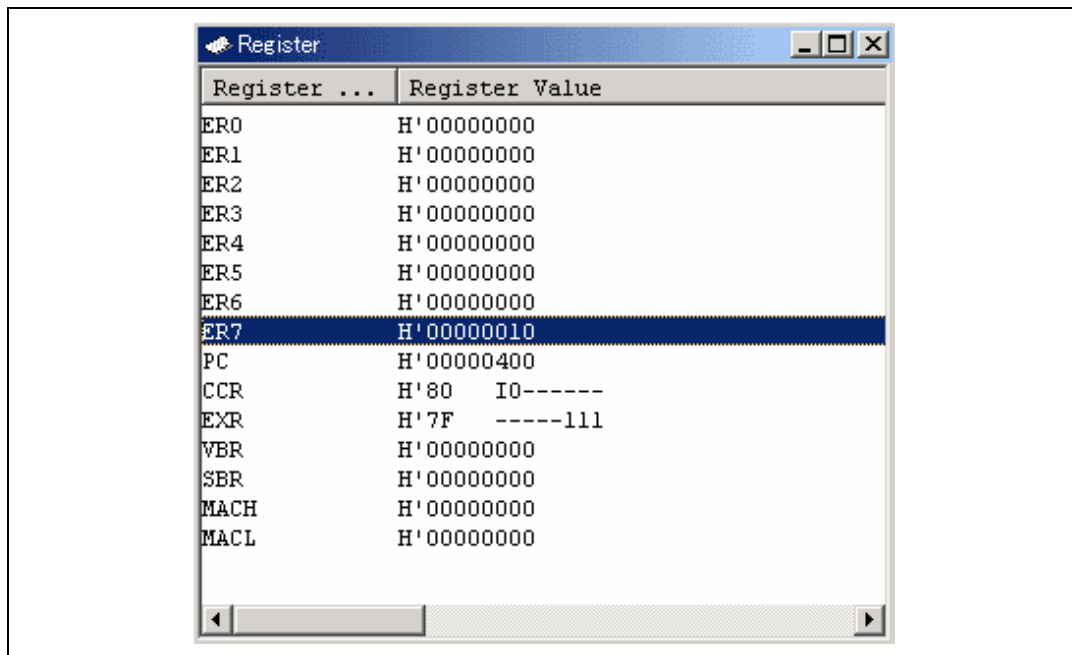 Register
Register ... Register Value
ER0 H'00000000
ER1 H'00000000
ER2 H'00000000
ER3 H'00000000
ER4 H'00000000
ER5 H'00000000
ER6 H'00000000
ER7 H'00000010
PC H'00000400
CCR H'80 I0------
EXR H'7F -----111
VBR H'00000000
SBR H'00000000
MACH H'00000000
MACL H'00000000